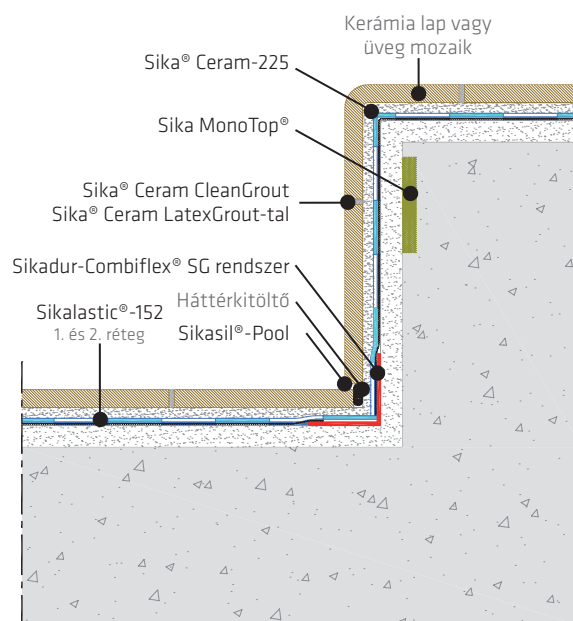 Kerámia lap vagy
üveg mozaik
Sika® Ceram-225
Sika MonoTop®
Sika® Ceram CleanGrout
Sika® Ceram LatexGrout-tal
Sikadur-Combiflex® SG rendszer
Háttérkitöltő
Sikalastic®-152
1. és 2. réteg
Sikasil®-Pool